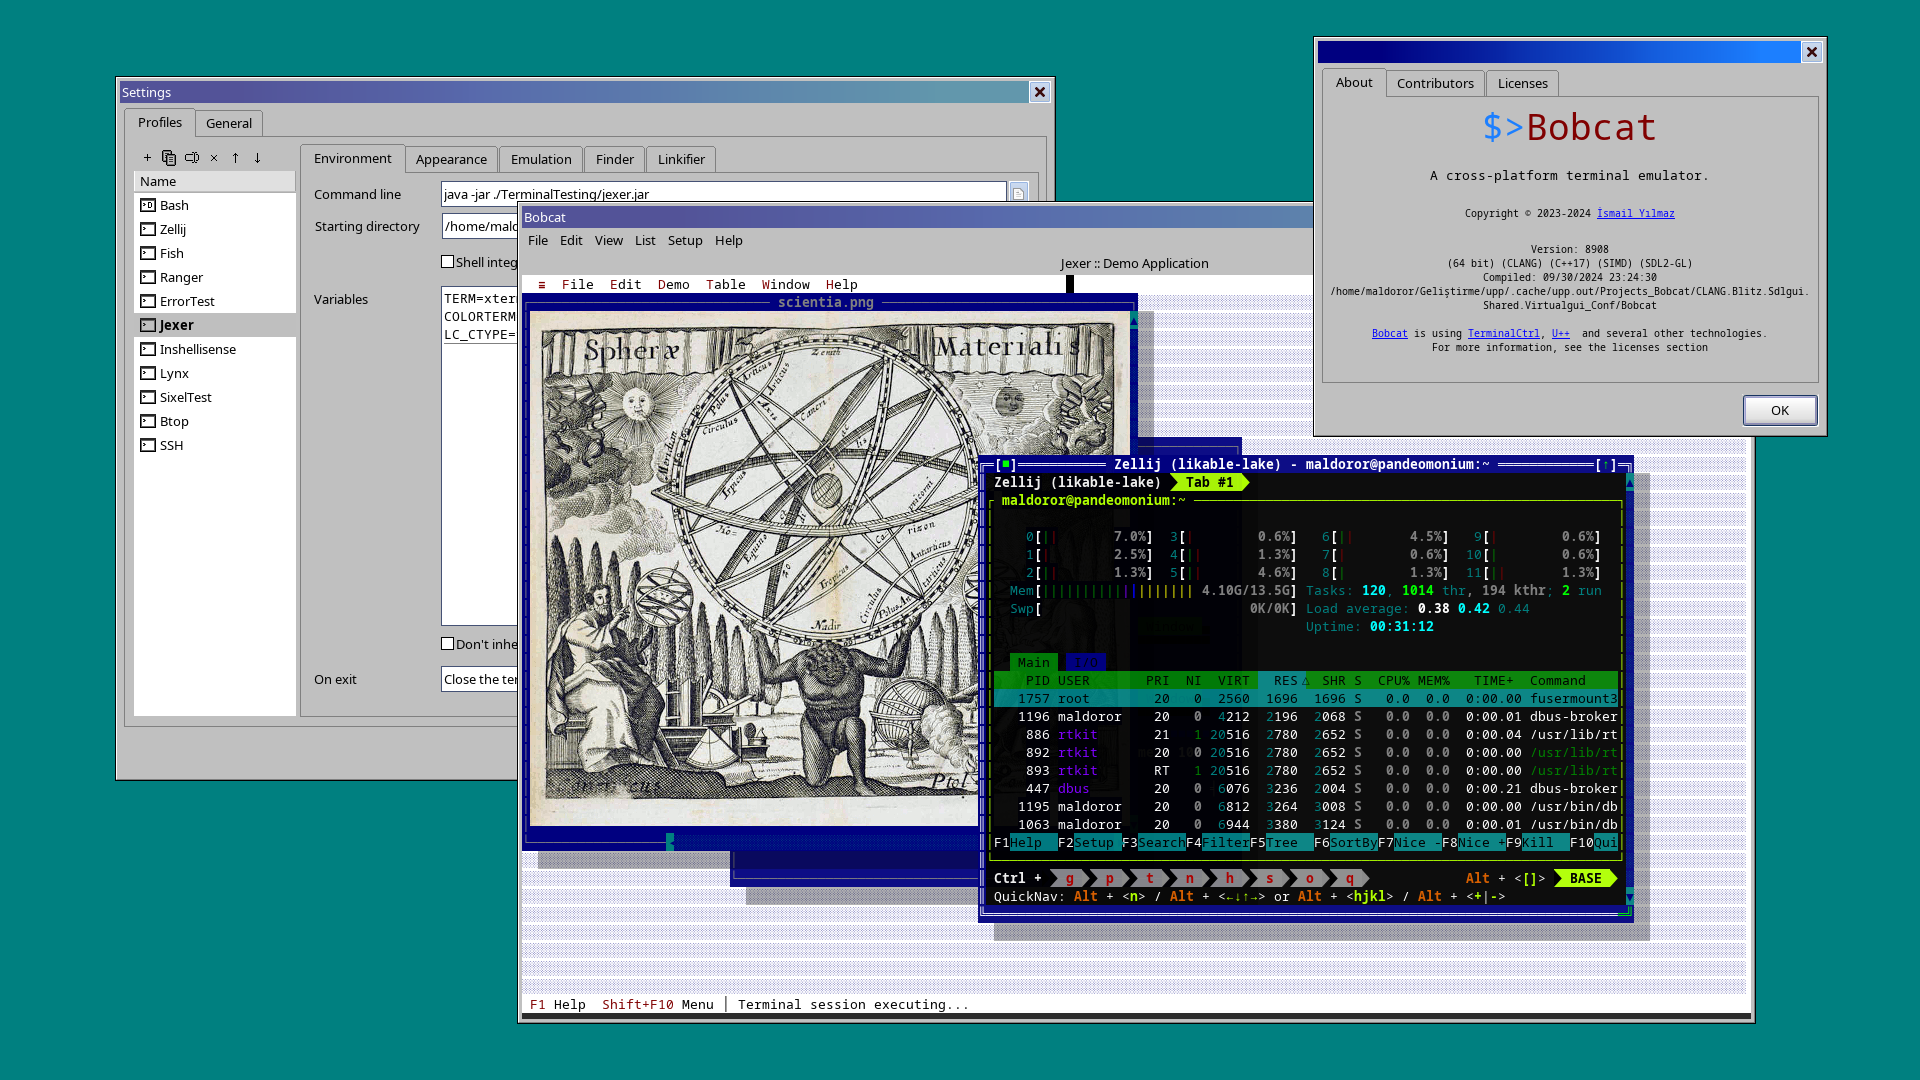 Settings
Profiles General
Name
Bash
Zellij
Fish
Ranger
ErrorTest
Jexer
Inshellisense
Lynx
SixelTest
Btop
SSH
Environment Appearance Emulation Finder Linkifier
Command line java -jar ./TerminalTesting/jexer.jar
Starting directory /home/malc
Shell integ
Variables
TERM=xter
COLORTERM
LC_CTYPE=
Don't inhe
On exit Close the ter
Bobcat
File Edit View List Setup Help
Jexer :: Demo Application
≡ File Edit Demo Table Window Help
scientia.png
Spheræ Materialis
Zenith
Arcticus
Circulus
Nadir
Tropicus
rizon
Antarcticus
Ptol
Zellij (likable-lake) - maldoror@pandeomonium:~
[■] [↑]
Zellij (likable-lake) Tab #1
maldoror@pandeomonium:~
0[|| 7.0%] 3[| 0.6%] 6[|| 4.5%] 9[| 0.6%]
1[|| 2.5%] 4[|| 1.3%] 7[| 0.6%] 10[| 0.6%]
2[|| 1.3%] 5[|| 4.6%] 8[| 1.3%] 11[|| 1.3%]
Mem[||||||||||||||||||| 4.10G/13.5G] Tasks: 120, 1014 thr, 194 kthr; 2 run
Swp[ 0K/0K] Load average: 0.38 0.42 0.44
Uptime: 00:31:12
Main I/O
PID USER PRI NI VIRT RES△ SHR S CPU% MEM% TIME+ Command
1757 root 20 0 2560 1696 1696 S 0.0 0.0 0:00.00 fusermount3
1196 maldoror 20 0 4212 2196 2068 S 0.0 0.0 0:00.01 dbus-broker
886 rtkit 21 1 20516 2780 2652 S 0.0 0.0 0:00.04 /usr/lib/rt
892 rtkit 20 0 20516 2780 2652 S 0.0 0.0 0:00.00 /usr/lib/rt
893 rtkit RT 1 20516 2780 2652 S 0.0 0.0 0:00.00 /usr/lib/rt
447 dbus 20 0 6076 3236 2004 S 0.0 0.0 0:00.21 dbus-broker
1195 maldoror 20 0 6812 3264 3008 S 0.0 0.0 0:00.00 /usr/bin/db
1063 maldoror 20 0 6944 3380 3124 S 0.0 0.0 0:00.01 /usr/bin/db
F1Help F2Setup F3SearchF4FilterF5Tree F6SortByF7Nice -F8Nice +F9Kill F10Qui
Ctrl + g p t n h s o q Alt + <[]> BASE
QuickNav: Alt + <n> / Alt + <←↓↑→> or Alt + <hjkl> / Alt + <+|->
F1 Help Shift+F10 Menu │ Terminal session executing...
About Contributors Licenses
$>Bobcat
A cross-platform terminal emulator.
Copyright © 2023-2024 İsmail Yılmaz
Version: 8908
(64 bit) (CLANG) (C++17) (SIMD) (SDL2-GL)
Compiled: 09/30/2024 23:24:30
/home/maldoror/Geliştirme/upp/.cache/upp.out/Projects_Bobcat/CLANG.Blitz.Sdlgui.
Shared.Virtualgui_Conf/Bobcat
Bobcat is using TerminalCtrl, U++ and several other technologies.
For more information, see the licenses section
OK